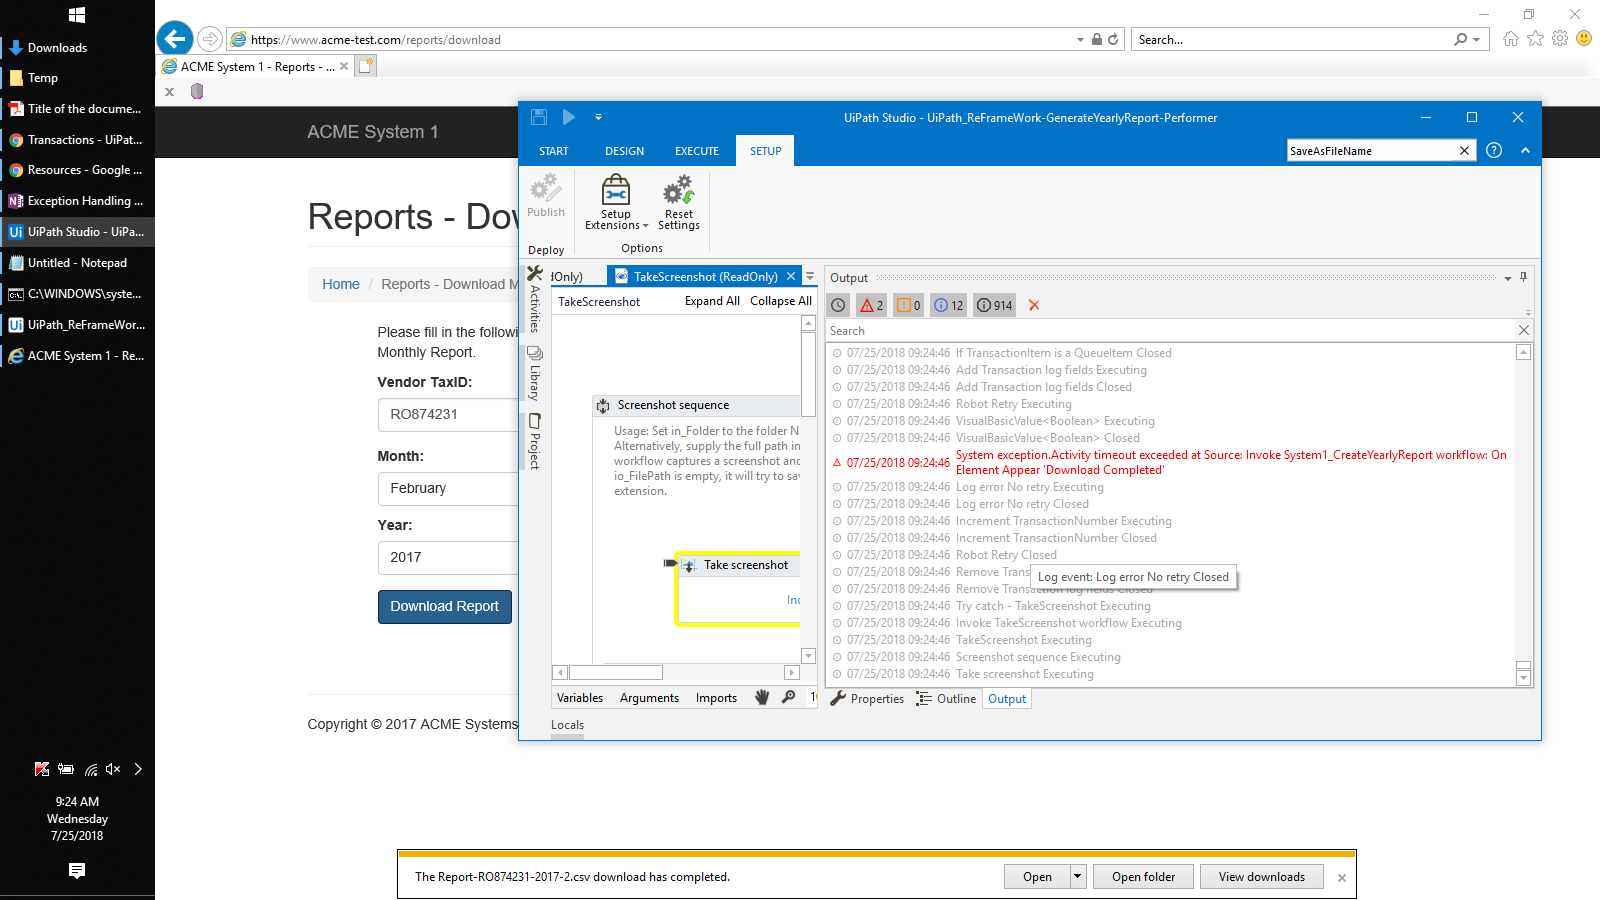 Downloads
Temp
Title of the docume...
Transactions - UiPat...
Resources - Google ...
Exception Handling ...
UiPath Studio - UiPa...
Untitled - Notepad
C:\WINDOWS\syste...
UiPath_ReFrameWor...
ACME System 1 - Re...
9:24 AM
Wednesday
7/25/2018
https://www.acme-test.com/reports/download
Search...
ACME System 1 - Reports - ...
ACME System 1
Reports - Dow
Home / Reports - Download M
Please fill in the followi
Monthly Report.
Vendor TaxID:
RO874231
Month:
February
Year:
2017
Download Report
Copyright © 2017 ACME Systems
UiPath Studio - UiPath_ReFrameWork-GenerateYearlyReport-Performer
START DESIGN EXECUTE SETUP
SaveAsFileName
Publish
Setup
Extensions
Reset
Settings
Deploy
Options
Activities
Library
Project
dOnly)
TakeScreenshot (ReadOnly)
TakeScreenshot Expand All Collapse All
Screenshot sequence
Usage: Set in_Folder to the folder N
Alternatively, supply the full path in
workflow captures a screenshot and
io_FilePath is empty, it will try to sa
extension.
Take screenshot
Variables Arguments Imports
Locals
Output
2 0 12 914
Search
07/25/2018 09:24:46 If TransactionItem is a QueueItem Closed
07/25/2018 09:24:46 Add Transaction log fields Executing
07/25/2018 09:24:46 Add Transaction log fields Closed
07/25/2018 09:24:46 Robot Retry Executing
07/25/2018 09:24:46 VisualBasicValue<Boolean> Executing
07/25/2018 09:24:46 VisualBasicValue<Boolean> Closed
07/25/2018 09:24:46 System exception.Activity timeout exceeded at Source: Invoke System1_CreateYearlyReport workflow: On
Element Appear 'Download Completed'
07/25/2018 09:24:46 Log error No retry Executing
07/25/2018 09:24:46 Log error No retry Closed
07/25/2018 09:24:46 Increment TransactionNumber Executing
07/25/2018 09:24:46 Increment TransactionNumber Closed
07/25/2018 09:24:46 Robot Retry Closed
07/25/2018 09:24:46 Remove Trans
Log event: Log error No retry Closed
07/25/2018 09:24:46 Remove Transaction log fields Closed
07/25/2018 09:24:46 Try catch - TakeScreenshot Executing
07/25/2018 09:24:46 Invoke TakeScreenshot workflow Executing
07/25/2018 09:24:46 TakeScreenshot Executing
07/25/2018 09:24:46 Screenshot sequence Executing
07/25/2018 09:24:46 Take screenshot Executing
Properties Outline Output
The Report-RO874231-2017-2.csv download has completed.
Open
Open folder
View downloads